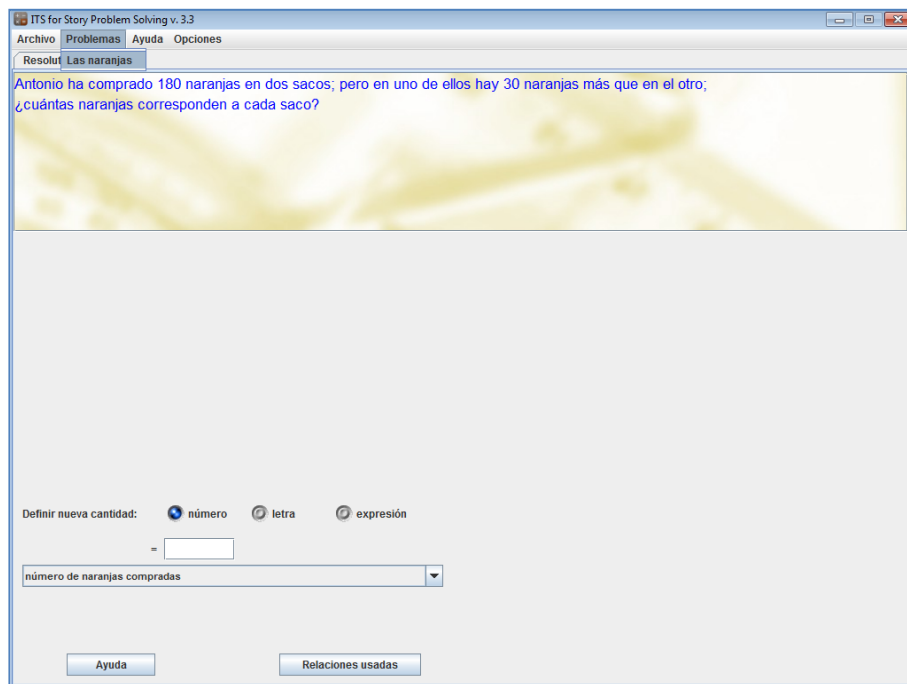 ITS for Story Problem Solving v. 3.3
Archivo Problemas Ayuda Opciones
Resolut Las naranjas
Antonio ha comprado 180 naranjas en dos sacos; pero en uno de ellos hay 30 naranjas más que en el otro;
¿cuántas naranjas corresponden a cada saco?
Definir nueva cantidad: número letra expresión
=
número de naranjas compradas
Ayuda Relaciones usadas